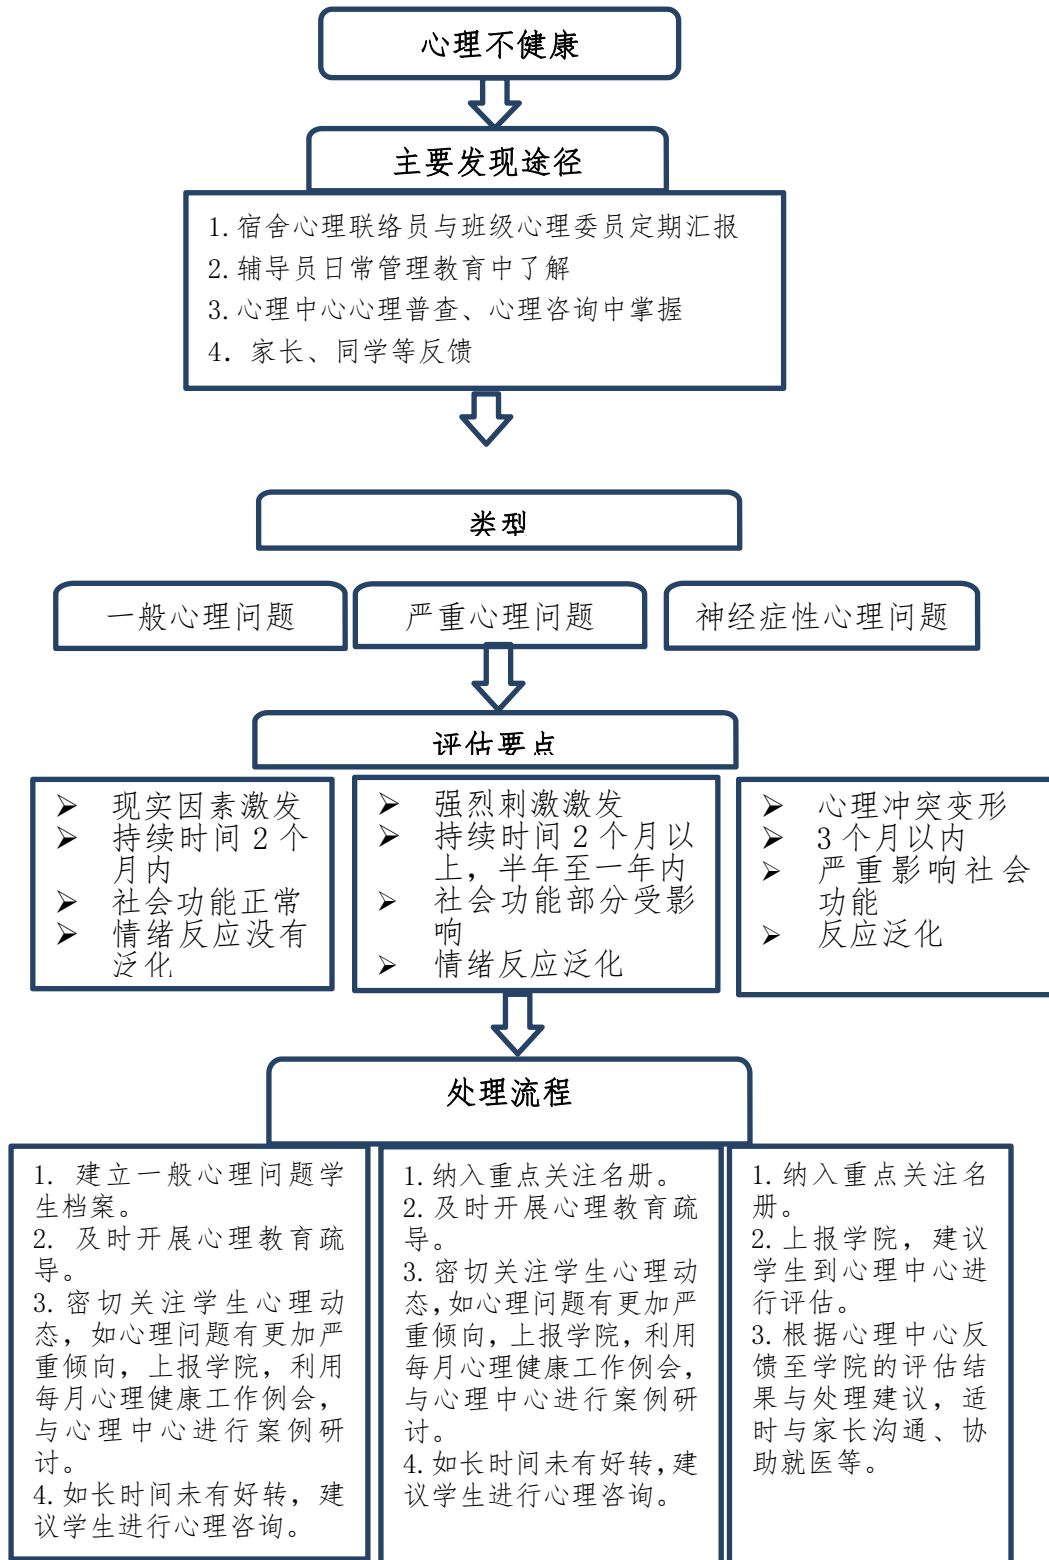 心理不健康
主要发现途径
1.宿舍心理联络员与班级心理委员定期汇报
2.辅导员日常管理教育中了解
3.心理中心心理普查、心理咨询中掌握
4. 家长、同学等反馈
类型
一般心理问题
严重心理问题
神经症性心理问题
评估要点
➢ 现实因素激发
➢ 持续时间 2 个
月内
➢ 社会功能正常
➢ 情绪反应没有
泛化
➢ 强烈刺激激发
➢ 持续时间 2 个月以
上，半年至一年内
➢ 社会功能部分受影
响
➢ 情绪反应泛化
➢ 心理冲突变形
➢ 3 个月以内
➢ 严重影响社会
功能
➢ 反应泛化
处理流程
1. 建立一般心理问题学
生档案。
2. 及时开展心理教育疏
导。
3.密切关注学生心理动
态，如心理问题有更加严
重倾向，上报学院，利用
每月心理健康工作例会，
与心理中心进行案例研
讨。
4.如长时间未有好转，建
议学生进行心理咨询。
1.纳入重点关注名册。
2.及时开展心理教育疏
导。
3.密切关注学生心理动
态，如心理问题有更加严
重倾向，上报学院，利用
每月心理健康工作例会，
与心理中心进行案例研
讨。
4.如长时间未有好转，建
议学生进行心理咨询。
1.纳入重点关注名
册。
2.上报学院，建议
学生到心理中心进
行评估。
3.根据心理中心反
馈至学院的评估结
果与处理建议，适
时与家长沟通、协
助就医等。